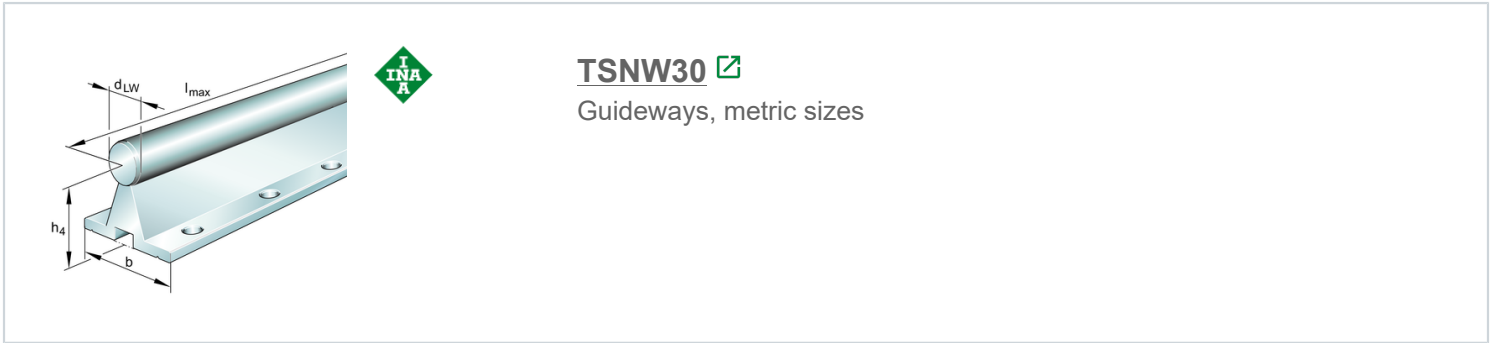 dLW
lmax
h4
b
I
INA
A
TSNW30
Guideways, metric sizes